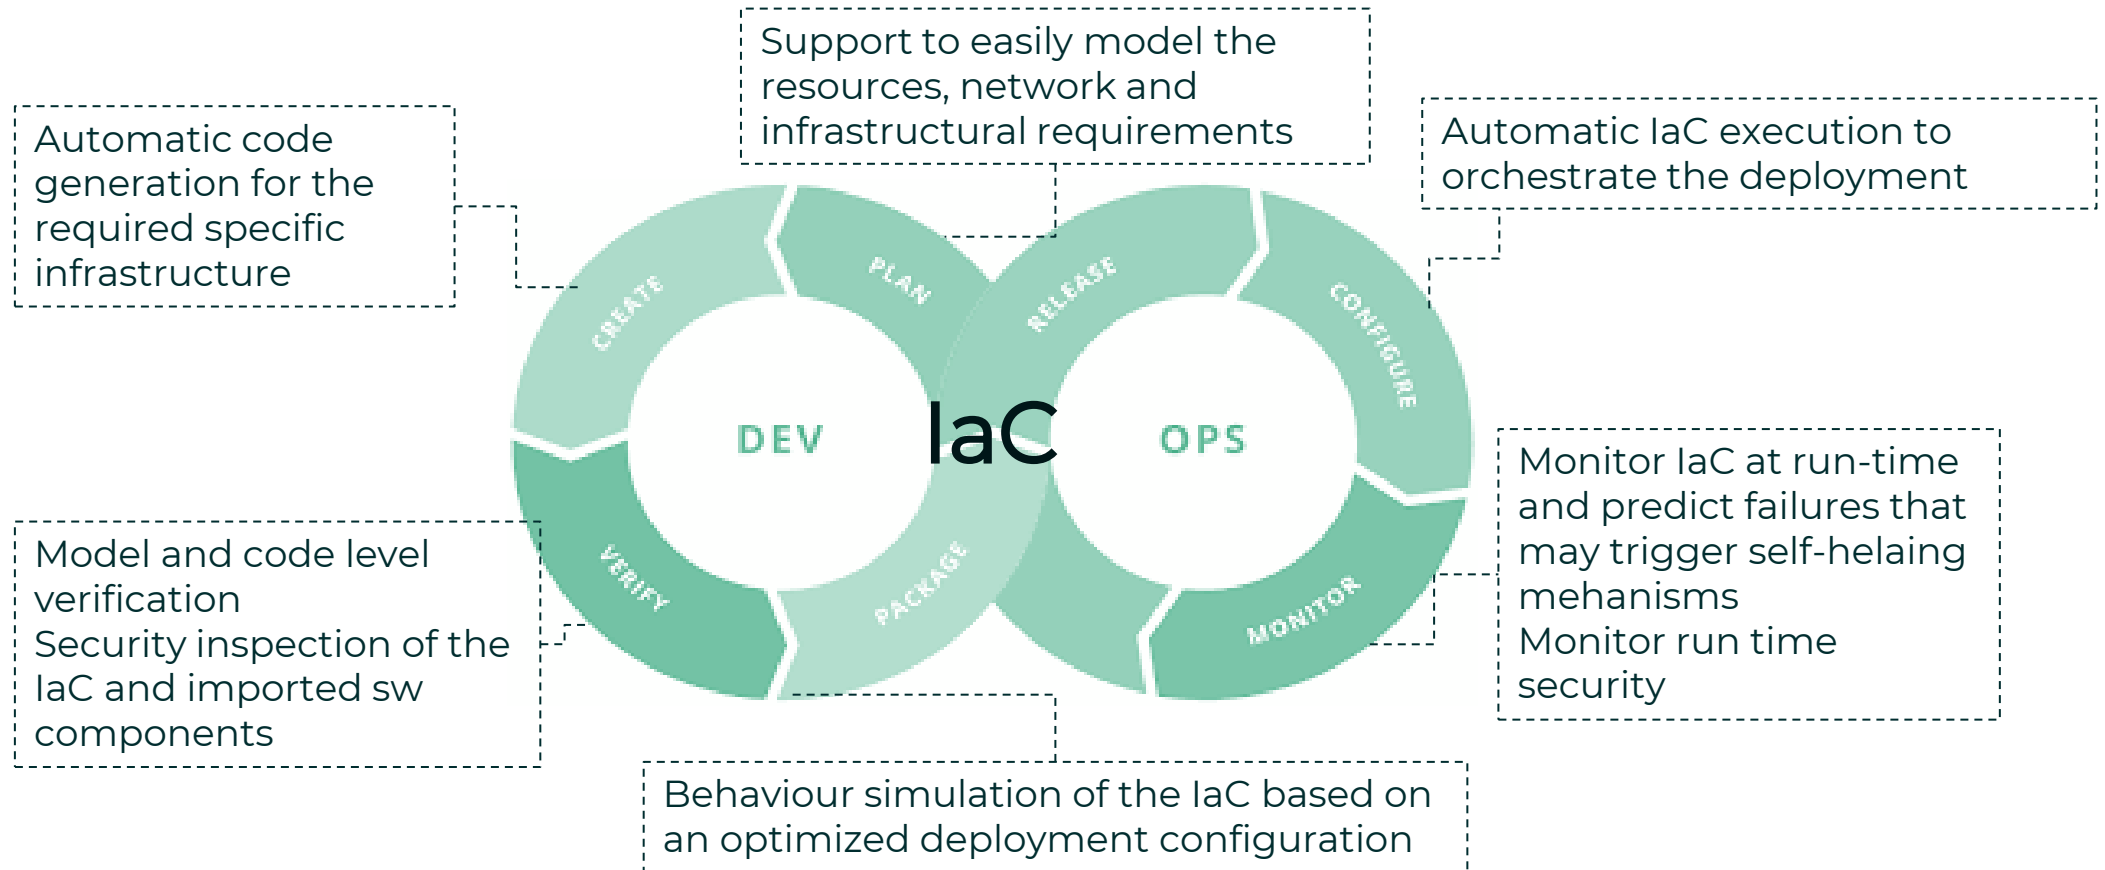 Support to easily model the
resources, network and
infrastructural requirements
Automatic code
generation for the
required specific
infrastructure
Automatic IaC execution to
orchestrate the deployment
CREATE
PLAN
RELEASE
CONFIGURE
DEV
IaC
OPS
VERIFY
PACKAGE
MONITOR
Model and code level
verification
Security inspection of the
IaC and imported sw
components
Monitor IaC at run-time
and predict failures that
may trigger self-helaing
mehanisms
Monitor run time
security
Behaviour simulation of the IaC based on
an optimized deployment configuration